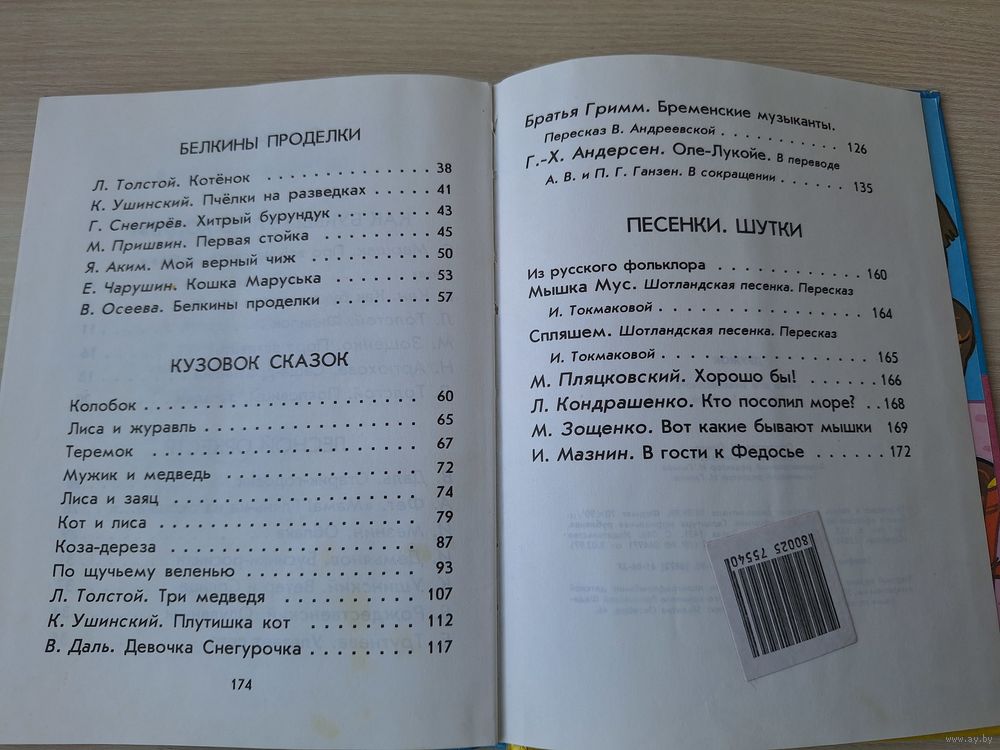 БЕЛКИНЫ ПРОДЕЛКИ
Л. Толстой. Котёнок . . . . . . . . . . . . . . 38
К. Ушинский. Пчёлки на разведках . . . . . 41
Г. Снегирёв. Хитрый бурундук . . . . . . . . 43
М. Пришвин. Первая стойка . . . . . . . . . 45
Я. Аким. Мой верный чиж . . . . . . . . . . 50
Е. Чарушин. Кошка Маруська . . . . . . . . 53
В. Осеева. Белкины проделки . . . . . . . . 57
КУЗОВОК СКАЗОК
Колобок . . . . . . . . . . . . . . . . . . . . 60
Лиса и журавль . . . . . . . . . . . . . . . . 65
Теремок . . . . . . . . . . . . . . . . . . . . 67
Мужик и медведь . . . . . . . . . . . . . . . 72
Лиса и заяц . . . . . . . . . . . . . . . . . . 74
Кот и лиса . . . . . . . . . . . . . . . . . . 79
Коза-дереза . . . . . . . . . . . . . . . . . . 87
По щучьему веленью . . . . . . . . . . . . . 93
Л. Толстой. Три медведя . . . . . . . . . . . 107
К. Ушинский. Плутишка кот . . . . . . . . . 112
В. Даль. Девочка Снегурочка . . . . . . . . 117
174
Братья Гримм. Бременские музыканты.
Пересказ В. Андреевской . . . . . . . . . . 126
Г.-Х. Андерсен. Оле-Лукойе. В переводе
А. В. и П. Г. Ганзен. В сокращении . . . . . 135
ПЕСЕНКИ. ШУТКИ
Из русского фольклора . . . . . . . . . . . . 160
Мышка Мус. Шотландская песенка. Пересказ
И. Токмаковой . . . . . . . . . . . . . . . . 164
Спляшем. Шотландская песенка. Пересказ
И. Токмаковой . . . . . . . . . . . . . . . . 165
М. Пляцковский. Хорошо бы! . . . . . . 166
Л. Кондрашенко. Кто посолил море? . . 168
М. Зощенко. Вот какие бывают мышки 169
И. Мазнин. В гости к Федосье . . . . . . 172
80025 75540
www.ay.by